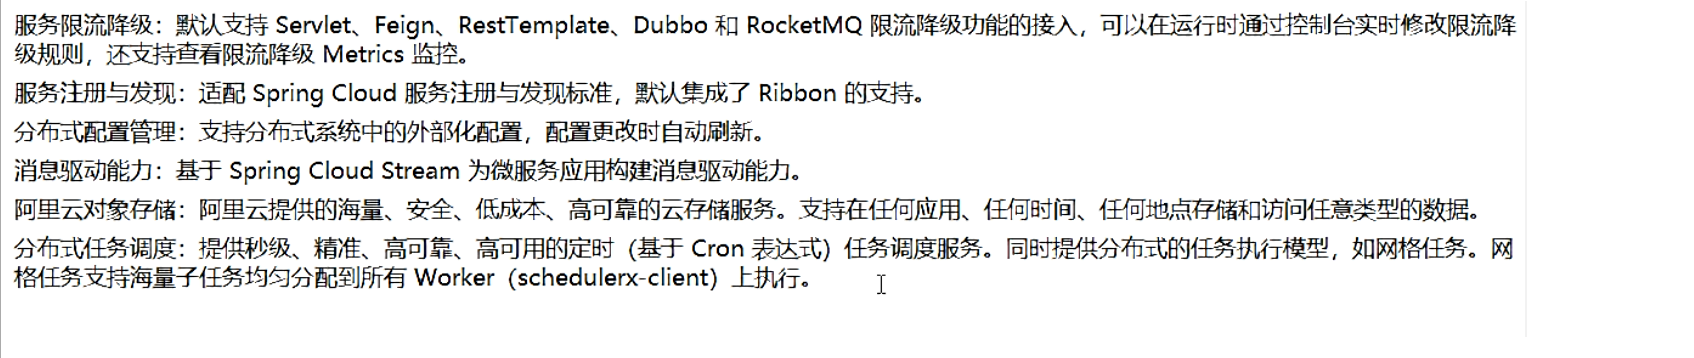 服务限流降级：默认支持 Servlet、Feign、RestTemplate、Dubbo 和 RocketMQ 限流降级功能的接入，可以在运行时通过控制台实时修改限流降
级规则，还支持查看限流降级 Metrics 监控。
服务注册与发现：适配 Spring Cloud 服务注册与发现标准，默认集成了 Ribbon 的支持。
分布式配置管理：支持分布式系统中的外部化配置，配置更改时自动刷新。
消息驱动能力：基于 Spring Cloud Stream 为微服务应用构建消息驱动能力。
阿里云对象存储：阿里云提供的海量、安全、低成本、高可靠的云存储服务。支持在任何应用、任何时间、任何地点存储和访问任意类型的数据。
分布式任务调度：提供秒级、精准、高可靠、高可用的定时（基于 Cron 表达式）任务调度服务。同时提供分布式的任务执行模型，如网格任务。网
格任务支持海量子任务均匀分配到所有 Worker（schedulerx-client）上执行。